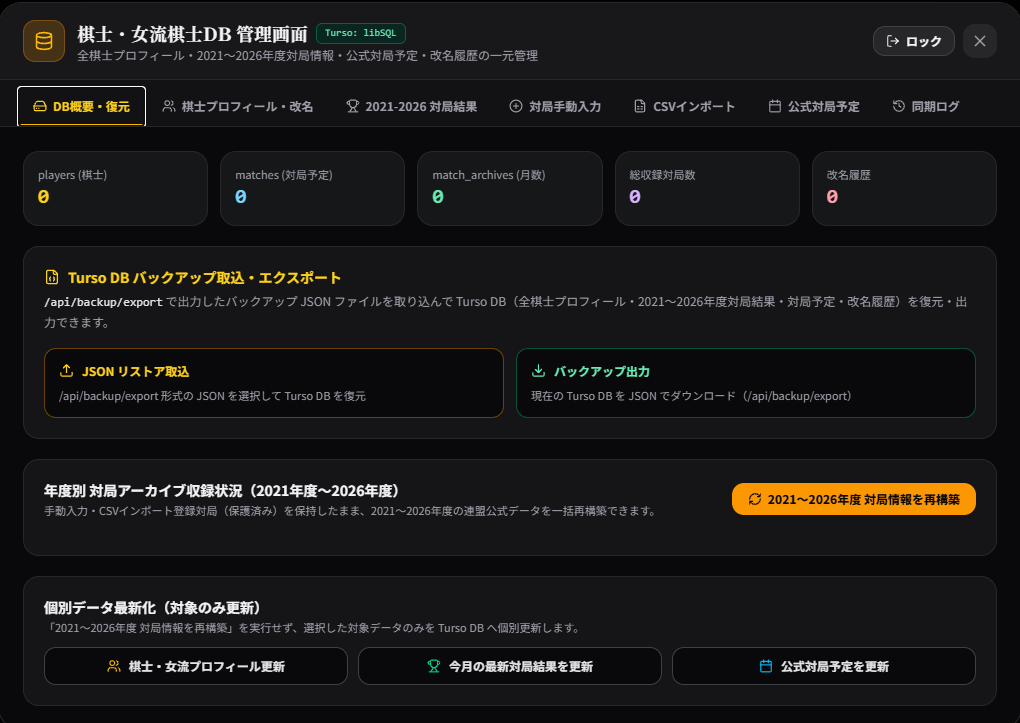 棋士・女流棋士DB 管理画面 Turso: libSQL
全棋士プロフィール・2021〜2026年度対局情報・公式対局予定・改名履歴の一元管理
ロック
DB概要・復元 棋士プロフィール・改名 2021-2026 対局結果 対局手動入力 CSVインポート 公式対局予定 同期ログ
players (棋士) matches (対局予定) match_archives (月数) 総収録対局数 改名履歴
0 0 0 0 0
Turso DB バックアップ取込・エクスポート
/api/backup/export で出力したバックアップ JSON ファイルを取り込んで Turso DB（全棋士プロフィール・2021〜2026年度対局結果・対局予定・改名履歴）を復元・出
力できます。
JSON リストア取込
/api/backup/export 形式の JSON を選択して Turso DB を復元
バックアップ出力
現在の Turso DB を JSON でダウンロード（/api/backup/export）
年度別 対局アーカイブ収録状況（2021年度〜2026年度）
手動入力・CSVインポート登録対局（保護済み）を保持したまま、2021〜2026年度の連盟公式データを一括再構築できます。
2021〜2026年度 対局情報を再構築
個別データ最新化（対象のみ更新）
「2021〜2026年度 対局情報を再構築」を実行せず、選択した対象データのみを Turso DB へ個別更新します。
棋士・女流プロフィール更新 今月の最新対局結果を更新 公式対局予定を更新